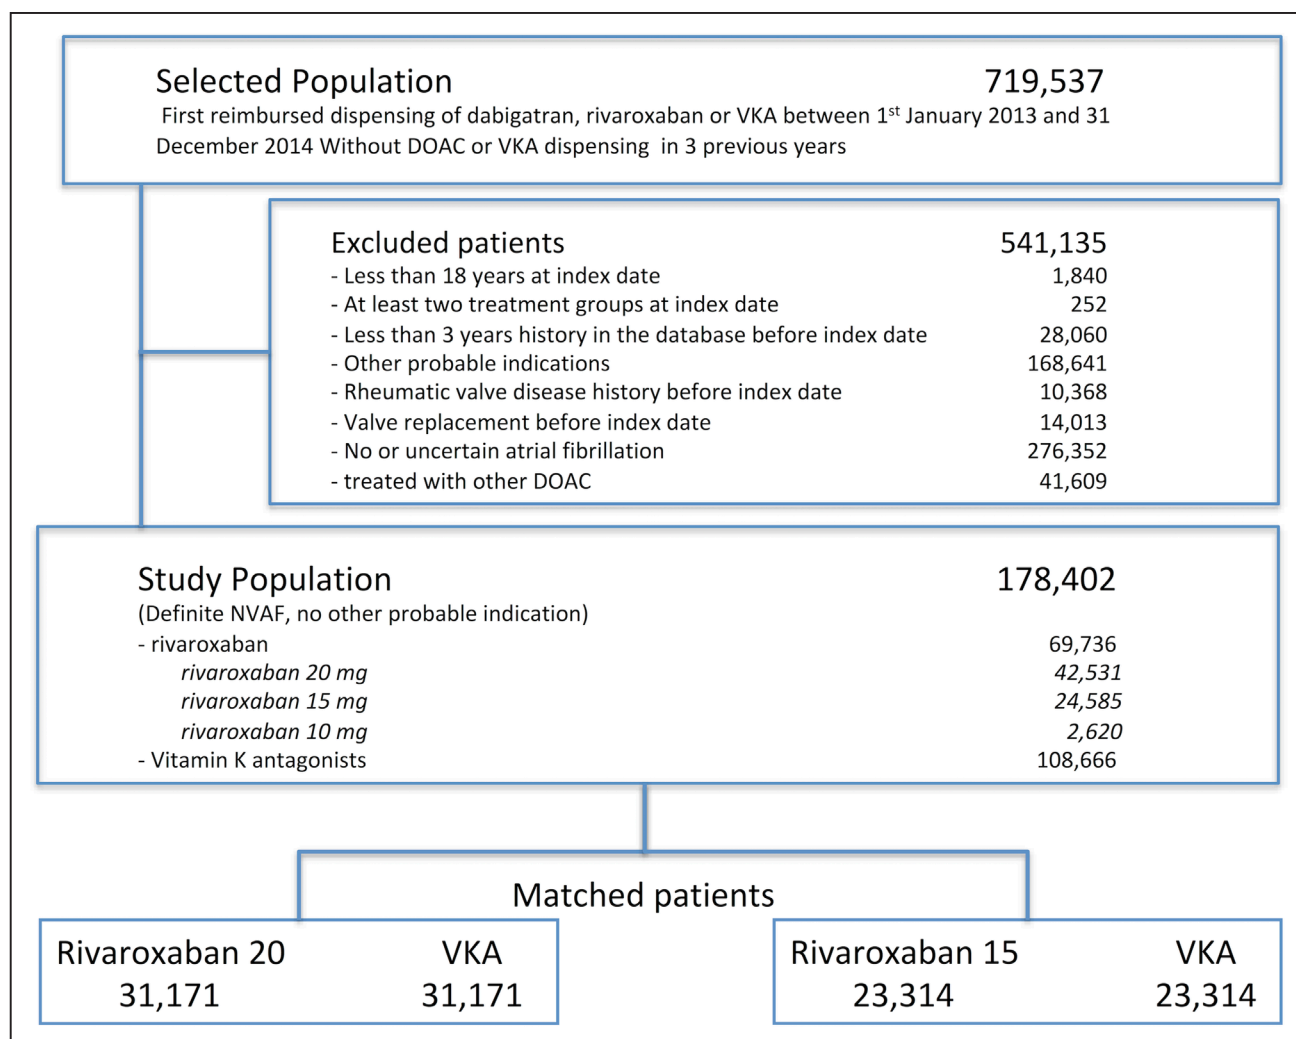 Selected Population 719,537
First reimbursed dispensing of dabigatran, rivaroxaban or VKA between 1st January 2013 and 31
December 2014 Without DOAC or VKA dispensing in 3 previous years
Excluded patients 541,135
- Less than 18 years at index date 1,840
- At least two treatment groups at index date 252
- Less than 3 years history in the database before index date 28,060
- Other probable indications 168,641
- Rheumatic valve disease history before index date 10,368
- Valve replacement before index date 14,013
- No or uncertain atrial fibrillation 276,352
- treated with other DOAC 41,609
Study Population 178,402
(Definite NVAF, no other probable indication)
- rivaroxaban 69,736
rivaroxaban 20 mg 42,531
rivaroxaban 15 mg 24,585
rivaroxaban 10 mg 2,620
- Vitamin K antagonists 108,666
Matched patients
Rivaroxaban 20 VKA
31,171 31,171
Rivaroxaban 15 VKA
23,314 23,314